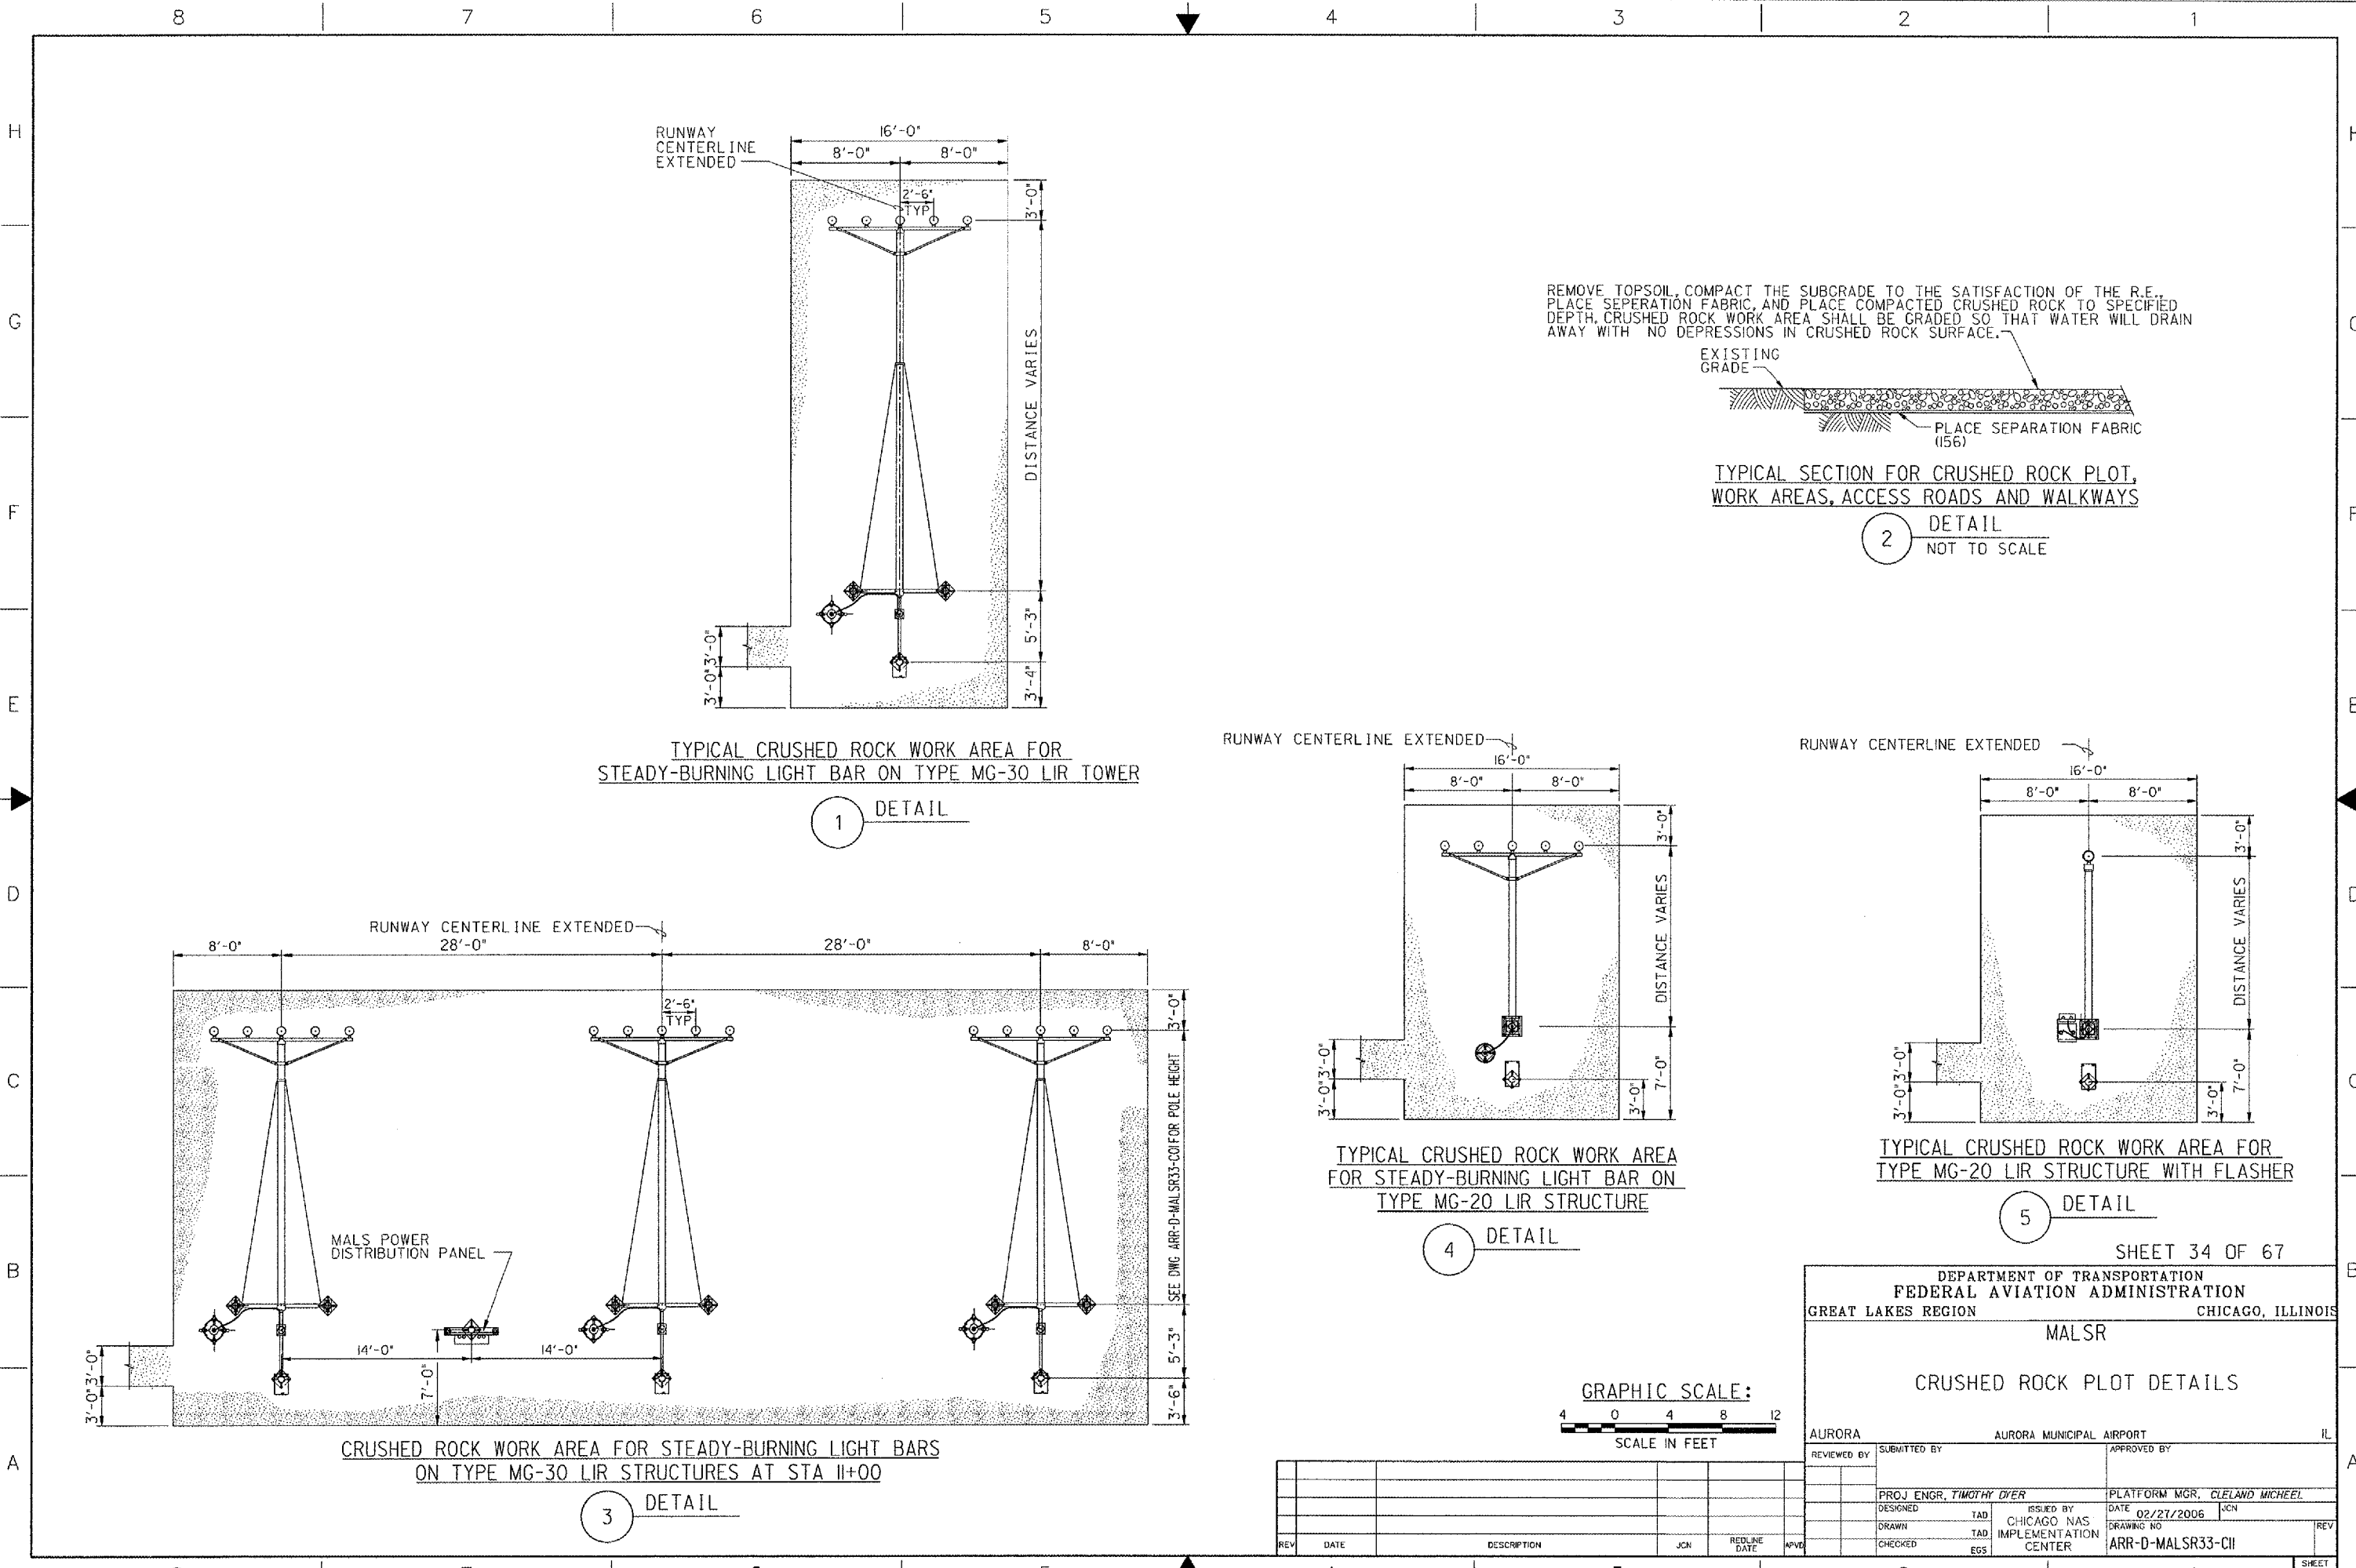 8 7 6 5 4 3 2 1
H
G
F
E
D
C
B
A
RUNWAY
CENTERLINE
EXTENDED
16'-0"
8'-0" 8'-0"
2'-6"
TYP
3'-0"
DISTANCE VARIES
5'-3"
3'-4"
3'-0"
3'-0"
TYPICAL CRUSHED ROCK WORK AREA FOR
STEADY-BURNING LIGHT BAR ON TYPE MG-30 LIR TOWER
1 DETAIL
REMOVE TOPSOIL, COMPACT THE SUBGRADE TO THE SATISFACTION OF THE R.E.,
PLACE SEPERATION FABRIC, AND PLACE COMPACTED CRUSHED ROCK TO SPECIFIED
DEPTH. CRUSHED ROCK WORK AREA SHALL BE GRADED SO THAT WATER WILL DRAIN
AWAY WITH NO DEPRESSIONS IN CRUSHED ROCK SURFACE.
EXISTING
GRADE
PLACE SEPARATION FABRIC
(156)
TYPICAL SECTION FOR CRUSHED ROCK PLOT,
WORK AREAS, ACCESS ROADS AND WALKWAYS
2 DETAIL
NOT TO SCALE
RUNWAY CENTERLINE EXTENDED
8'-0" 28'-0" 28'-0" 8'-0"
2'-6"
TYP
3'-0"
SEE DWG ARR-D-MALSR33-C01 FOR POLE HEIGHT
5'-3"
3'-6"
MALS POWER
DISTRIBUTION PANEL
14'-0" 14'-0"
7'-0"
3'-0"
3'-0"
CRUSHED ROCK WORK AREA FOR STEADY-BURNING LIGHT BARS
ON TYPE MG-30 LIR STRUCTURES AT STA 11+00
3 DETAIL
RUNWAY CENTERLINE EXTENDED
16'-0"
8'-0" 8'-0"
3'-0"
DISTANCE VARIES
7'-0"
3'-0"
3'-0"
3'-0"
TYPICAL CRUSHED ROCK WORK AREA
FOR STEADY-BURNING LIGHT BAR ON
TYPE MG-20 LIR STRUCTURE
4 DETAIL
RUNWAY CENTERLINE EXTENDED
16'-0"
8'-0" 8'-0"
3'-0"
DISTANCE VARIES
7'-0"
3'-0"
3'-0"
3'-0"
TYPICAL CRUSHED ROCK WORK AREA FOR
TYPE MG-20 LIR STRUCTURE WITH FLASHER
5 DETAIL
GRAPHIC SCALE:
4 0 4 8 12
SCALE IN FEET
SHEET 34 OF 67
DEPARTMENT OF TRANSPORTATION
FEDERAL AVIATION ADMINISTRATION
GREAT LAKES REGION CHICAGO, ILLINOIS
MALSR
CRUSHED ROCK PLOT DETAILS
AURORA AURORA MUNICIPAL AIRPORT IL
REVIEWED BY SUBMITTED BY APPROVED BY
PROJ ENGR, TIMOTHY DYER PLATFORM MGR, CLELAND MICHEEL
DESIGNED TAD ISSUED BY DATE 02/27/2006 JCN
DRAWN TAD CHICAGO NAS IMPLEMENTATION CENTER DRAWING NO REV
CHECKED EGS ARR-D-MALSR33-C11
REV DATE DESCRIPTION JCN REDLINE DATE APVD
SHEET